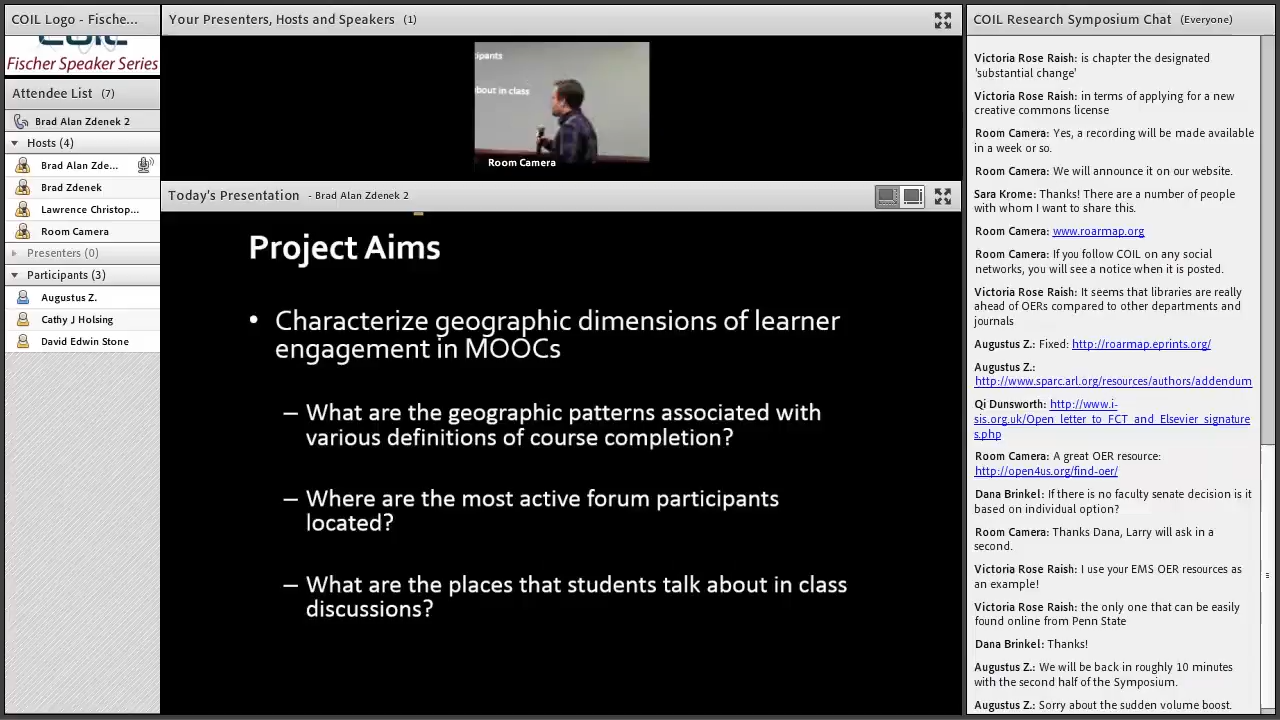 COIL Logo - Fische...
COIL
Fischer Speaker Series
Attendee List (7)
Brad Alan Zdenek 2
Hosts (4)
Brad Alan Zde...
Brad Zdenek
Lawrence Christop...
Room Camera
Presenters (0)
Participants (3)
Augustus Z.
Cathy J Holsing
David Edwin Stone
Your Presenters, Hosts and Speakers (1)
ipants
about in class
Room Camera
Today's Presentation - Brad Alan Zdenek 2
Project Aims
• Characterize geographic dimensions of learner
engagement in MOOCs
– What are the geographic patterns associated with
various definitions of course completion?
– Where are the most active forum participants
located?
– What are the places that students talk about in class
discussions?
COIL Research Symposium Chat (Everyone)
Victoria Rose Raish: is chapter the designated
'substantial change'
Victoria Rose Raish: in terms of applying for a new
creative commons license
Room Camera: Yes, a recording will be made available
in a week or so.
Room Camera: We will announce it on our website.
Sara Krome: Thanks! There are a number of people
with whom I want to share this.
Room Camera: www.roarmap.org
Room Camera: If you follow COIL on any social
networks, you will see a notice when it is posted.
Victoria Rose Raish: It seems that libraries are really
ahead of OERs compared to other departments and
journals
Augustus Z.: Fixed: http://roarmap.eprints.org/
Augustus Z.:
http://www.sparc.arl.org/resources/authors/addendum
Qi Dunsworth: http://www.i-
sis.org.uk/Open_letter_to_FCT_and_Elsevier_signature
s.php
Room Camera: A great OER resource:
http://open4us.org/find-oer/
Dana Brinkel: If there is no faculty senate decision is it
based on individual option?
Room Camera: Thanks Dana, Larry will ask in a
second.
Victoria Rose Raish: I use your EMS OER resources as
an example!
Victoria Rose Raish: the only one that can be easily
found online from Penn State
Dana Brinkel: Thanks!
Augustus Z.: We will be back in roughly 10 minutes
with the second half of the Symposium.
Augustus Z.: Sorry about the sudden volume boost.